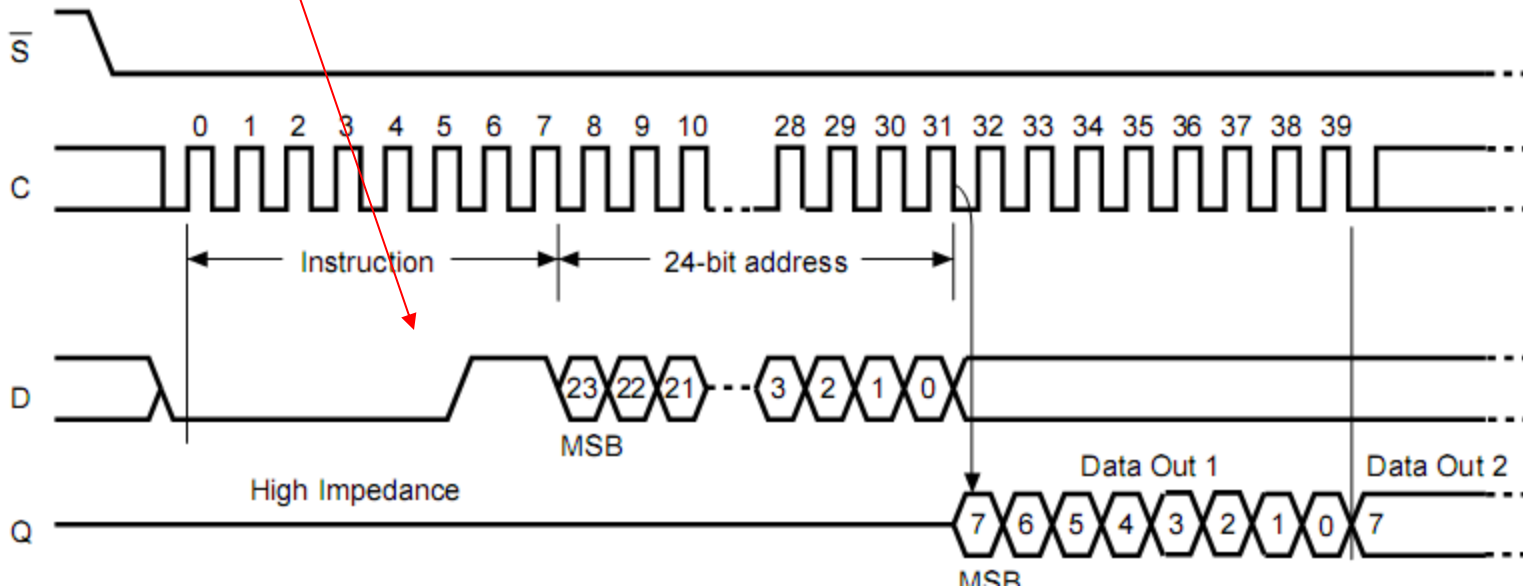 S
0 1 2 3 4 5 6 7 8 9 10 28 29 30 31 32 33 34 35 36 37 38 39
C
Instruction 24-bit address
D 23 22 21 3 2 1 0
MSB
High Impedance Data Out 1 Data Out 2
Q 7 6 5 4 3 2 1 0 7
MSB